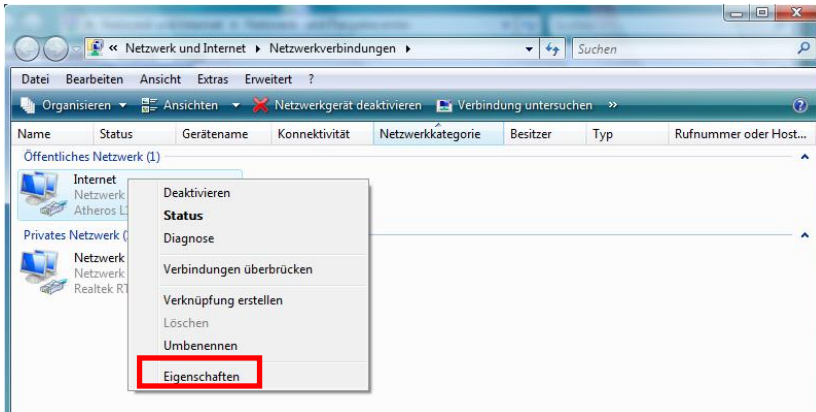 « Netzwerk und Internet ▸ Netzwerkverbindungen ▸ Suchen
Datei Bearbeiten Ansicht Extras Erweitert ?
Organisieren Ansichten Netzwerkgerät deaktivieren Verbindung untersuchen »
Name Status Gerätename Konnektivität Netzwerkkategorie Besitzer Typ Rufnummer oder Host...
Öffentliches Netzwerk (1)
Internet
Netzwerk
Atheros
Privates Netzwerk
Netzwerk
Netzwerk
Realtek
Deaktivieren
Status
Diagnose
Verbindungen überbrücken
Verknüpfung erstellen
Löschen
Umbenennen
Eigenschaften